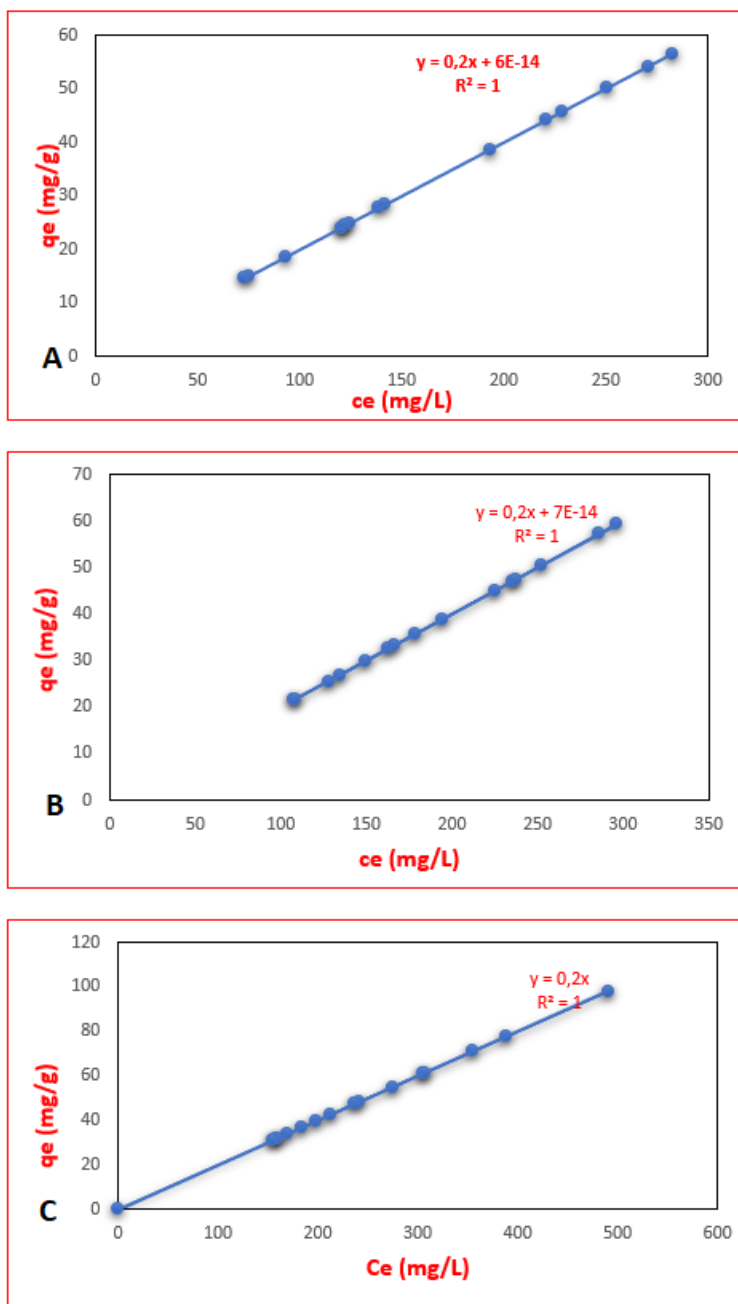 60
y = 0,2x + 6E-14
R² = 1
50
40
qe (mg/g)
30
20
10
A
0
0 50 100 150 200 250 300
ce (mg/L)
70
60
y = 0,2x + 7E-14
R² = 1
50
40
qe (mg/g)
30
20
10
B
0
0 50 100 150 200 250 300 350
ce (mg/L)
120
100
y = 0,2x
R² = 1
80
60
qe (mg/g)
40
20
C
0
0 100 200 300 400 500 600
Ce (mg/L)